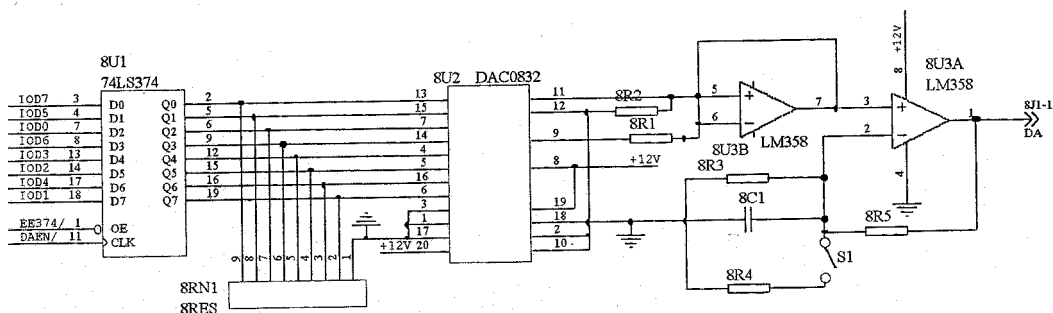 8U1
74LS374
IOD7 3 D0 Q0 2
IOD5 4 D1 Q1 5
IOD0 7 D2 Q2 6
IOD6 8 D3 Q3 9
IOD3 13 D4 Q4 12
IOD2 14 D5 Q5 15
IOD4 17 D6 Q6 16
IOD1 18 D7 Q7 19
EE374/ 1 OE
DAEN/ 11 CLK
9 8 7 6 5 4 3 2 1
8RN1
8RES
8U2 DAC0832
13
15
7
14
4
5
16
6
3
1
17
+12V 20
11
12
9
8 +12V
19
18
2
10
8R2
8R1
5
+
6
−
7
8U3B
LM358
+12V
8
8U3A
LM358
3
+
2
−
1
4
8J1-1
DA
8R3
8C1
8R4
S1
8R5